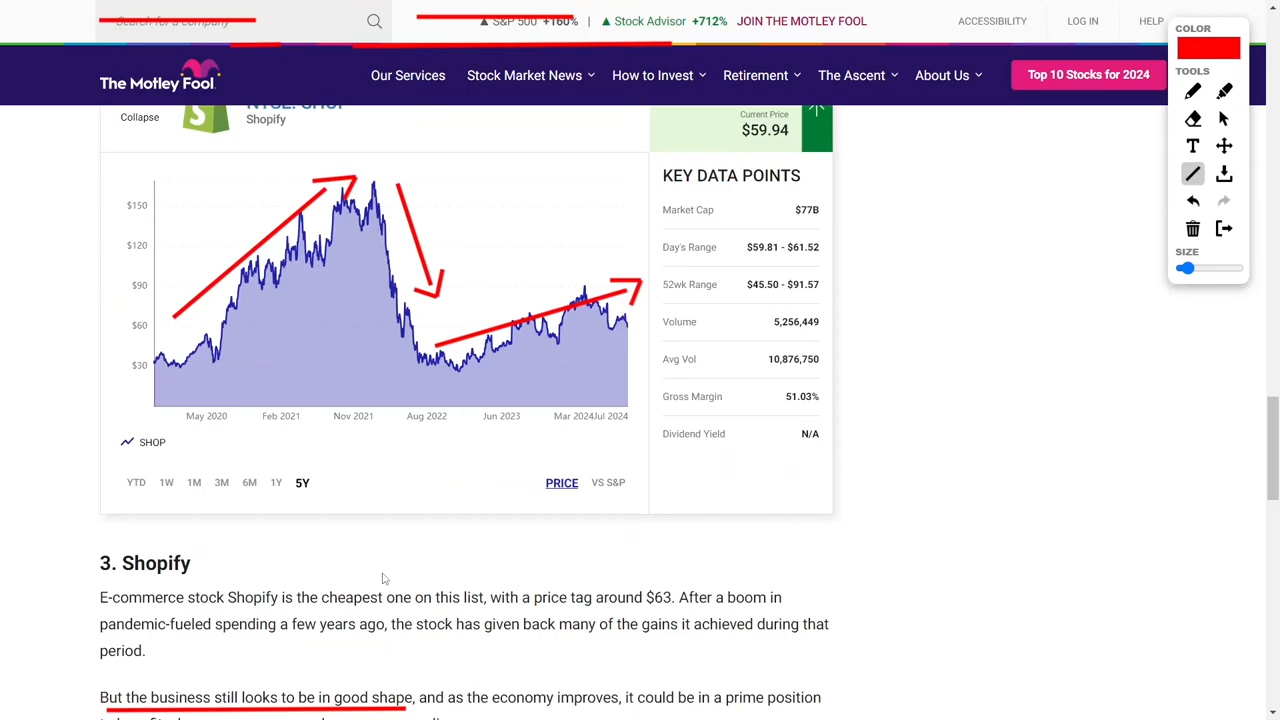 Search for a company
▲ S&P 500 +160% | ▲ Stock Advisor +712% JOIN THE MOTLEY FOOL ACCESSIBILITY LOG IN HELP
The Motley Fool Our Services Stock Market News How to Invest Retirement The Ascent About Us Top 10 Stocks for 2024
COLOR
TOOLS
T
SIZE
Collapse
NYSE: SHOP
Shopify
Current Price
$59.94
$150
$120
$90
$60
$30
May 2020 Feb 2021 Nov 2021 Aug 2022 Jun 2023 Mar 2024 Jul 2024
SHOP
YTD 1W 1M 3M 6M 1Y 5Y PRICE VS S&P
KEY DATA POINTS
Market Cap $77B
Day's Range $59.81 - $61.52
52wk Range $45.50 - $91.57
Volume 5,256,449
Avg Vol 10,876,750
Gross Margin 51.03%
Dividend Yield N/A
3. Shopify
E-commerce stock Shopify is the cheapest one on this list, with a price tag around $63. After a boom in
pandemic-fueled spending a few years ago, the stock has given back many of the gains it achieved during that
period.
But the business still looks to be in good shape, and as the economy improves, it could be in a prime position